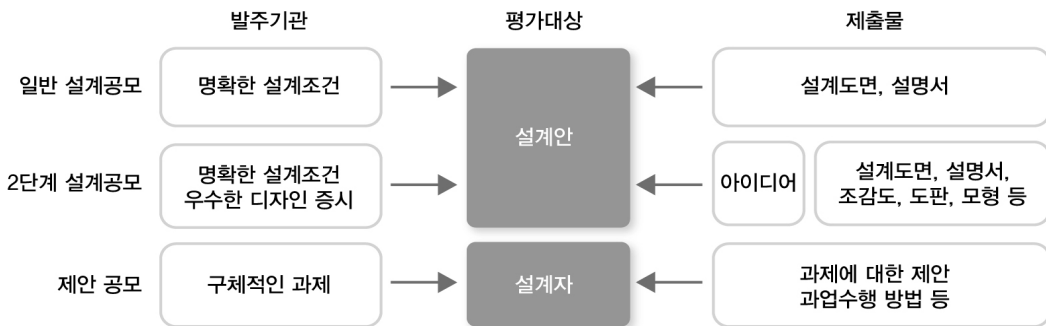 발주기관 평가대상 제출물
일반 설계공모 명확한 설계조건 설계도면, 설명서
설계안
2단계 설계공모 명확한 설계조건 아이디어 설계도면, 설명서,
우수한 디자인 증시 조감도, 도판, 모형 등
제안 공모 구체적인 과제 설계자 과제에 대한 제안
과업수행 방법 등